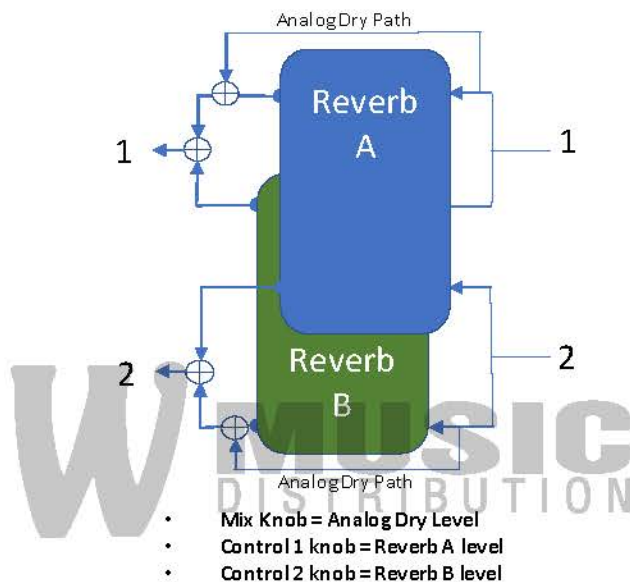 Analog Dry Path
Reverb
A
1
1
2
2
Reverb
B
W MUSIC
DISTRIBUTION
Analog Dry Path
• Mix Knob = Analog Dry Level
• Control 1 knob = Reverb A level
• Control 2 knob = Reverb B level